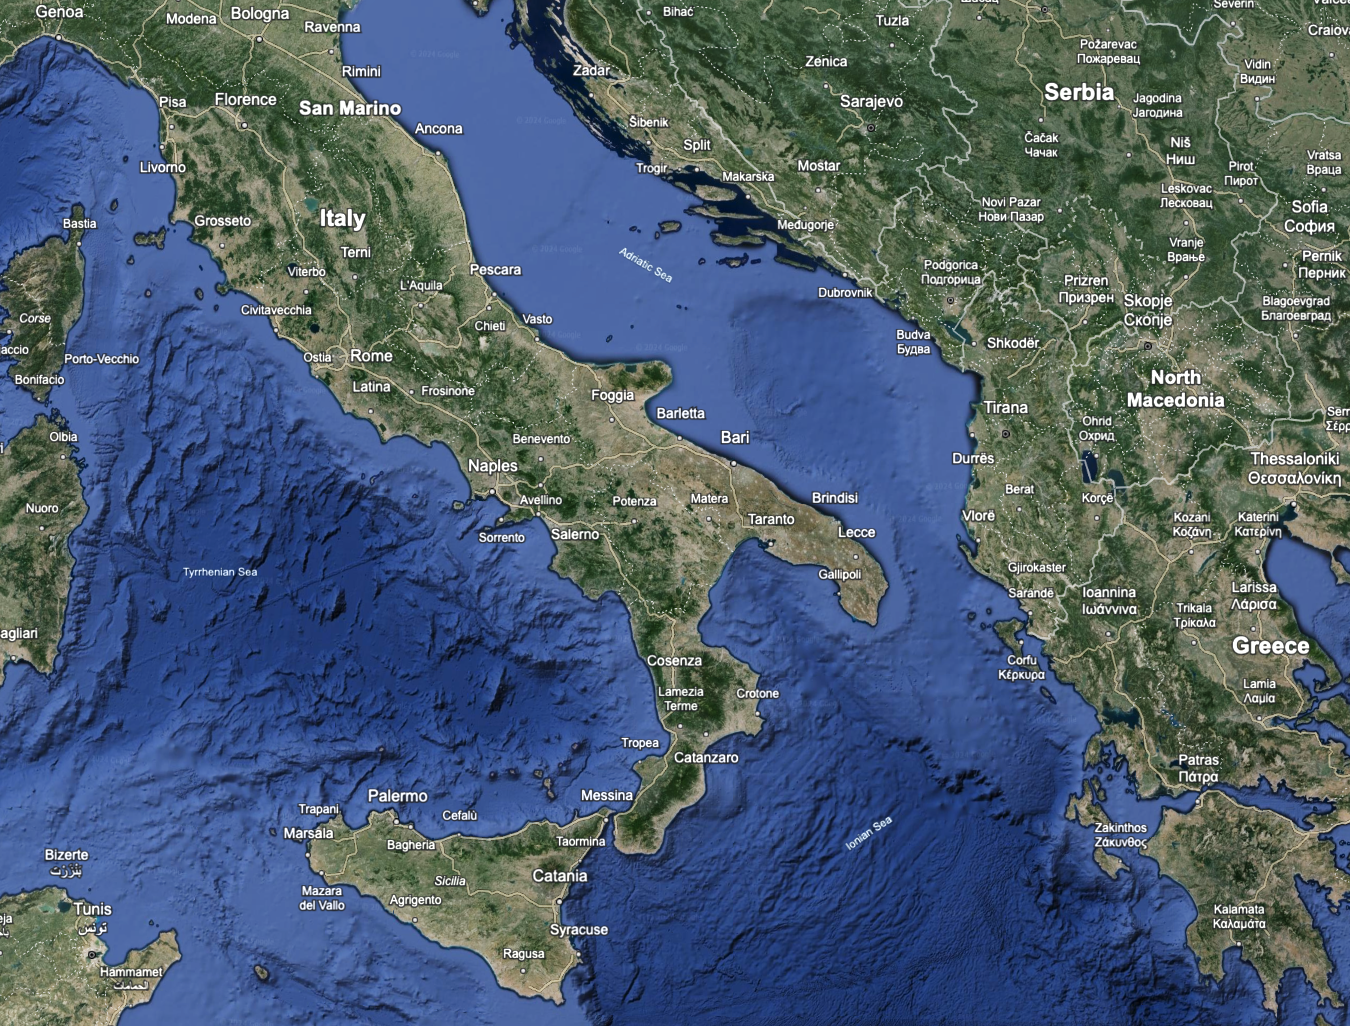 Genoa
Modena
Bologna
Ravenna
Rimini
Bihać
Tuzla
Severin
Craiova
Požarevac
Пожаревац
Vidin
Видин
Zenica
Zadar
Pisa
Florence
San Marino
Ancona
Sarajevo
Serbia
Jagodina
Јагодина
Šibenik
Split
Čačak
Чачак
Niš
Ниш
Livorno
Trogir
Makarska
Mostar
Pirot
Пирот
Vratsa
Враца
Leskovac
Лесковац
Bastia
Grosseto
Italy
Međugorje
Novi Pazar
Нови Пазар
Sofia
София
Terni
Viterbo
Pescara
Adriatic Sea
Vranje
Врање
Pernik
Перник
L'Aquila
Podgorica
Подгорица
Prizren
Призрен
Dubrovnik
Skopje
Скопје
Blagoevgrad
Благоевград
Corse
Civitavecchia
Chieti
Vasto
Budva
Будва
Shkodër
Porto-Vecchio
Ostia
Rome
Bonifacio
Latina
Frosinone
Foggia
North
Macedonia
Barletta
Tirana
Ohrid
Охрид
Olbia
Benevento
Bari
Naples
Durrës
Thessaloniki
Θεσσαλονίκη
Nuoro
Avellino
Potenza
Matera
Brindisi
Berat
Korçë
Sorrento
Salerno
Taranto
Lecce
Vlorë
Kozani
Κοζάνη
Katerini
Κατερίνη
Tyrrhenian Sea
Gallipoli
Gjirokaster
Sarandë
Ioannina
Ιωάννινα
Larissa
Λάρισα
Trikala
Τρίκαλα
agliari
Cosenza
Corfu
Κέρκυρα
Greece
Lamezia
Terme
Crotone
Lamia
Λαμία
Tropea
Catanzaro
Patras
Πάτρα
Palermo
Messina
Trapani
Cefalù
Marsala
Bagheria
Taormina
Ionian Sea
Zakinthos
Ζάκυνθος
Bizerte
بنزرت
Sicilia
Catania
Mazara
del Vallo
Agrigento
Tunis
تونس
Syracuse
Kalamata
Καλαμάτα
Ragusa
Hammamet
الحمامات